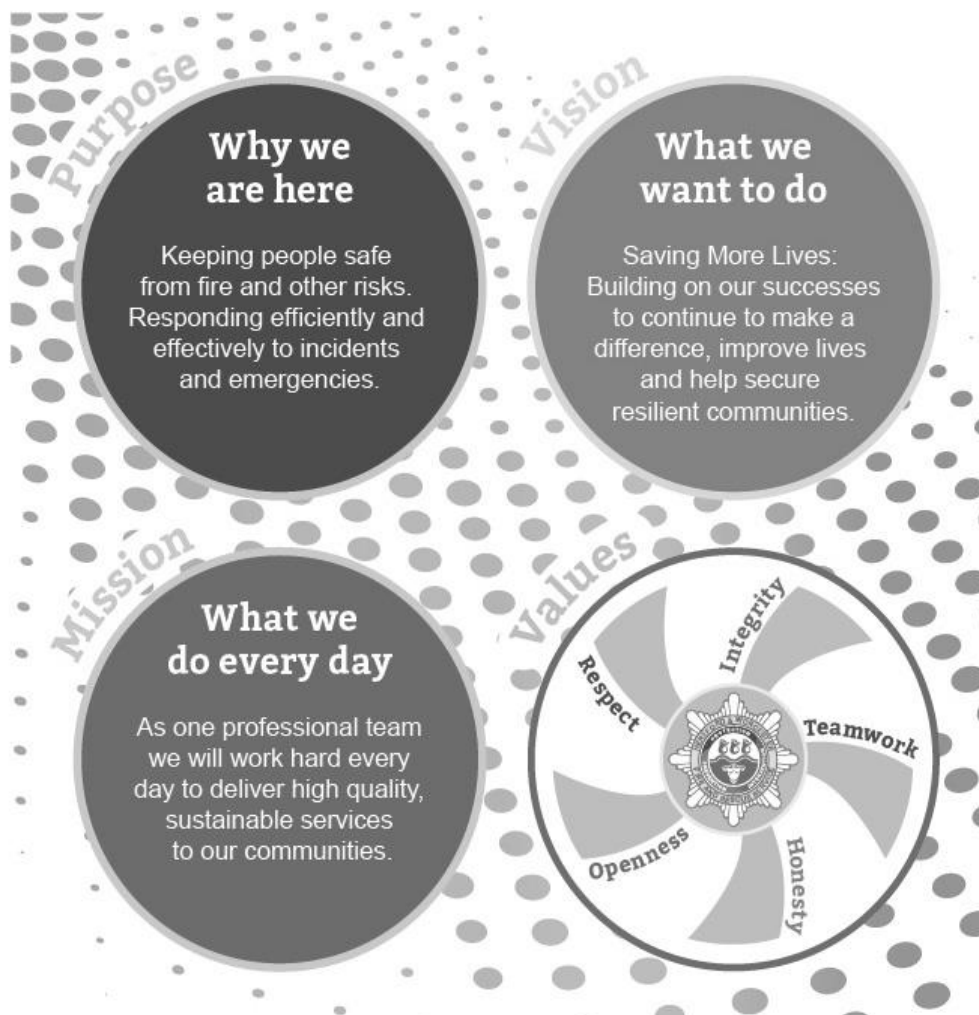 Purpose
Why we
are here
Keeping people safe
from fire and other risks.
Responding efficiently and
effectively to incidents
and emergencies.
Vision
What we
want to do
Saving More Lives:
Building on our successes
to continue to make a
difference, improve lives
and help secure
resilient communities.
Mission
What we
do every day
As one professional team
we will work hard every
day to deliver high quality,
sustainable services
to our communities.
Values
Integrity
Teamwork
Honesty
Openness
Respect